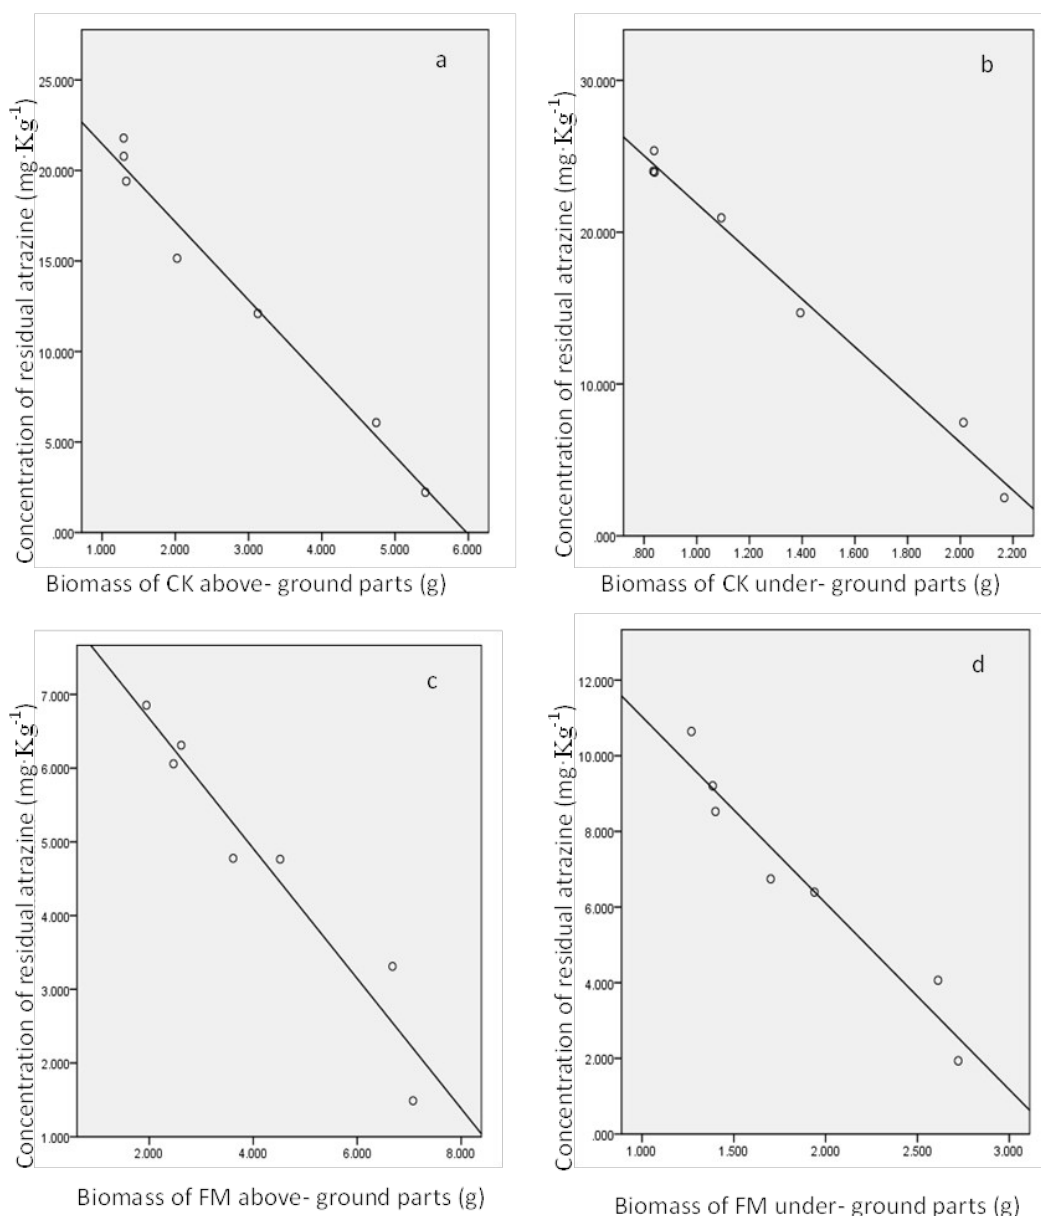 a
25.000
20.000
15.000
10.000
5.000
.000
1.000 2.000 3.000 4.000 5.000 6.000
Concentration of residual atrazine (mg·Kg-1)
Biomass of CK above- ground parts (g)
b
30.000
20.000
10.000
.000
.800 1.000 1.200 1.400 1.600 1.800 2.000 2.200
Concentration of residual atrazine (mg·Kg-1)
Biomass of CK under- ground parts (g)
c
7.000
6.000
5.000
4.000
3.000
2.000
1.000
2.000 4.000 6.000 8.000
Concentration of residual atrazine (mg·Kg-1)
Biomass of FM above- ground parts (g)
d
12.000
10.000
8.000
6.000
4.000
2.000
.000
1.000 1.500 2.000 2.500 3.000
Concentration of residual atrazine (mg·Kg-1)
Biomass of FM under- ground parts (g)